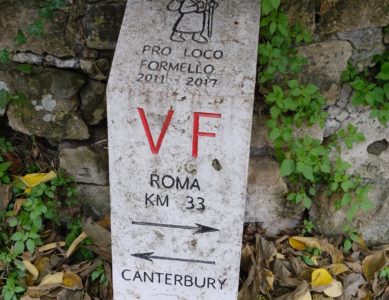 PRO LOCO
FORMELLO
2011 - 2017
VF
ROMA
KM 33
CANTERBURY